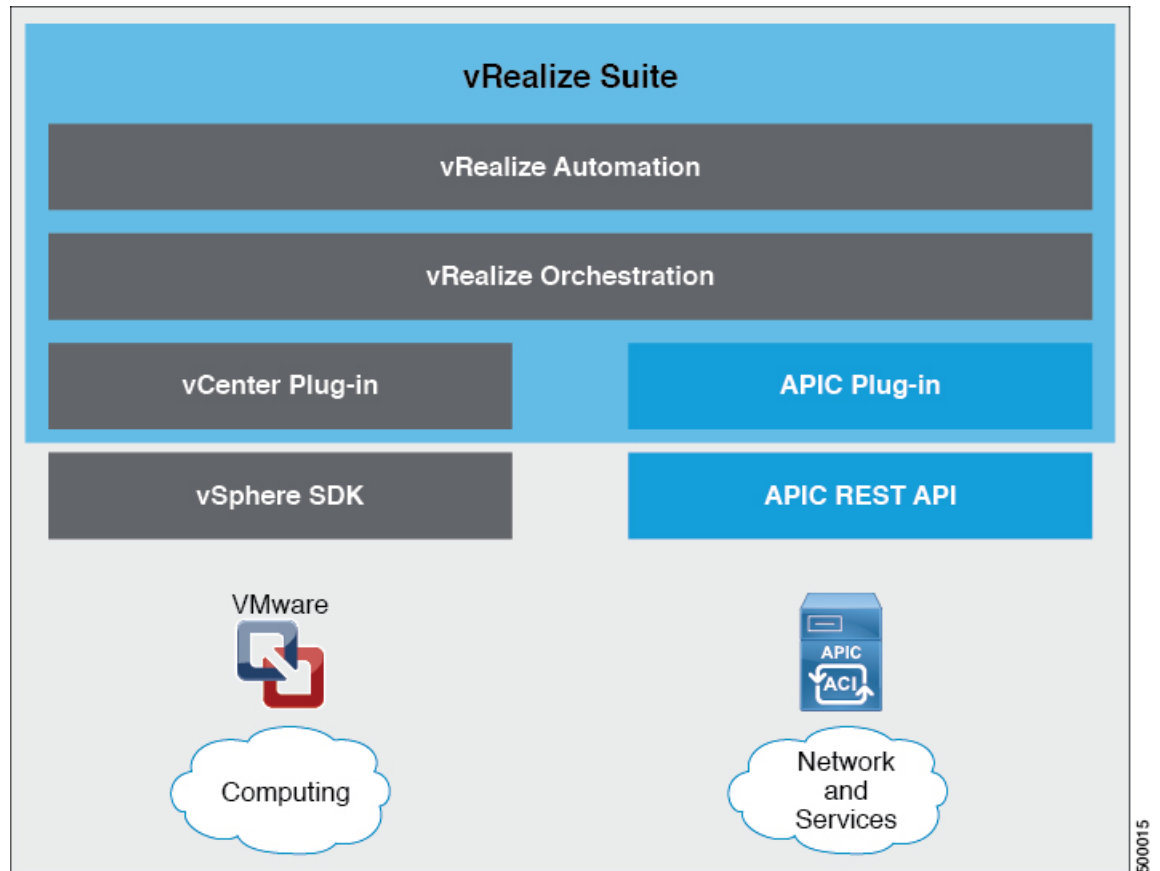 vRealize Suite
vRealize Automation
vRealize Orchestration
vCenter Plug-in
APIC Plug-in
vSphere SDK
APIC REST API
VMware
APIC
ACI
Computing
Network
and
Services
500015